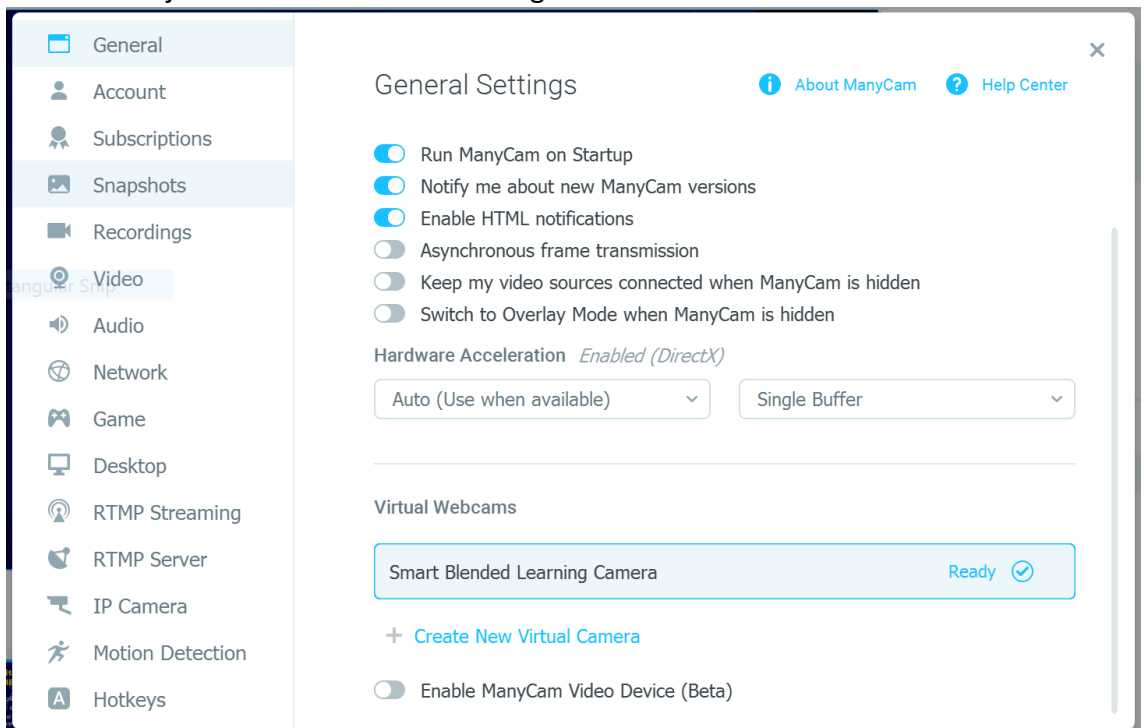 General
Account
Subscriptions
Snapshots
Recordings
Video
Audio
Network
Game
Desktop
RTMP Streaming
RTMP Server
IP Camera
Motion Detection
A Hotkeys
General Settings
i About ManyCam ? Help Center
Run ManyCam on Startup
Notify me about new ManyCam versions
Enable HTML notifications
Asynchronous frame transmission
Keep my video sources connected when ManyCam is hidden
Switch to Overlay Mode when ManyCam is hidden
Hardware Acceleration Enabled (DirectX)
Auto (Use when available) Single Buffer
Virtual Webcams
Smart Blended Learning Camera Ready
+ Create New Virtual Camera
Enable ManyCam Video Device (Beta)